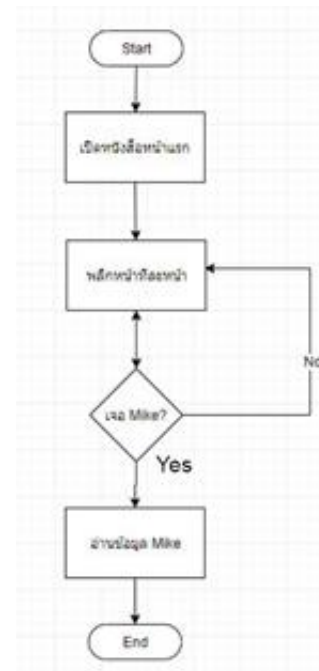 Start
เปิดหนังสือหน้าแรก
พลิกหน้าทีละหน้า
No
เจอ Mike?
Yes
อ่านข้อมูล Mike
End